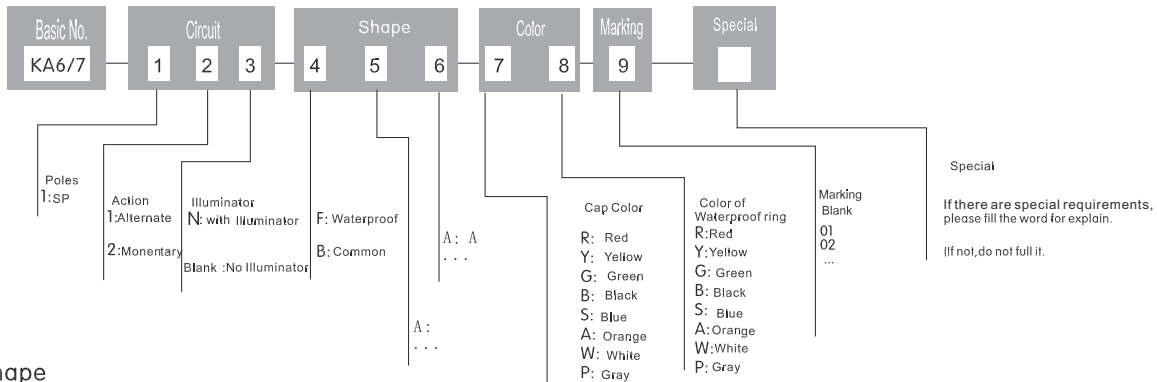 Basic No. Circuit Shape Color Marking Special
KA6/7 1 2 3 4 5 6 7 8 9
Poles
1:SP
Action
1:Alternate
2:Monentary
Illuminator
N: with Illuminator
Blank :No Illuminator
F: Waterproof
B: Common
A:
...
A: A
...
Cap Color
R: Red
Y: Yellow
G: Green
B: Black
S: Blue
A: Orange
W: White
P: Gray
Color of
Waterproof ring
R:Red
Y:Yellow
G: Green
B: Black
S: Blue
A:Orange
W:White
P: Gray
Marking
Blank
01
02
...
Special
If there are special requirements,
please fill the word for explain.
(If not,do not full it.
hape